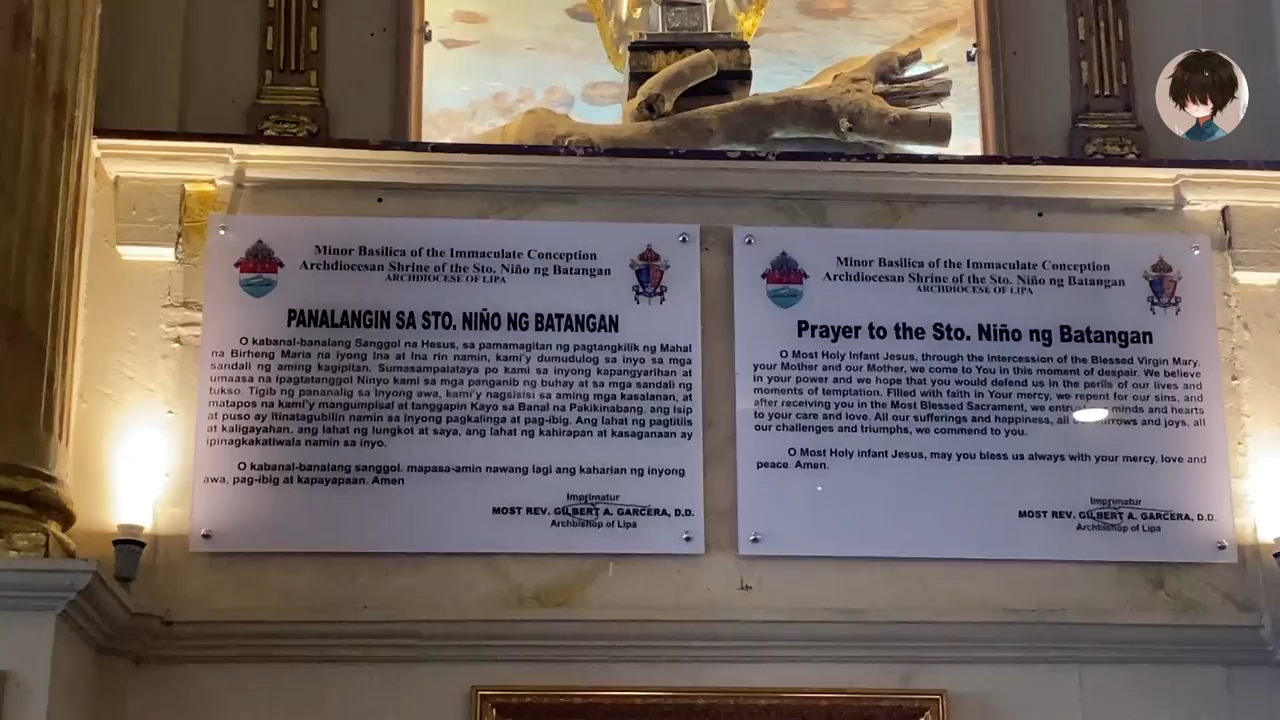 Minor Basilica of the Immaculate Conception
Archdiocesan Shrine of the Sto. Niño ng Batangan
ARCHDIOCESE OF LIPA
PANALANGIN SA STO. NIÑO NG BATANGAN
O kabanal-banalang Sanggol na Hesus, sa pamamagitan ng pagtangkilik ng Mahal
na Birheng Maria na iyong Ina at Ina rin namin, kami'y dumudulog sa inyo sa mga
sandali ng aming kagipitan. Sumasampalataya po kami sa inyong kapangyarihan at
umaasa na ipagtatanggol Ninyo kami sa mga panganib ng buhay at sa mga sandali ng
tukso. Tigib ng pananalig sa Inyong awa, kami'y nagsisisi sa aming mga kasalanan, at
matapos na kami'y mangumpisal at tanggapin Kayo sa Banal na Pakikinabang, ang isip
at puso ay itinatagubilin namin sa Inyong pagkalinga at pag-ibig. Ang lahat ng pagtitiis
at kaligayahan, ang lahat ng lungkot at saya, ang lahat ng kahirapan at kasaganaan ay
ipinagkakatiwala namin sa inyo.
O kabanal-banalang sanggol, mapasa-amin nawang lagi ang kaharian ng inyong
awa, pag-ibig at kapayapaan. Amen
Imprimatur
MOST REV. GILBERT A. GARCERA, D.D.
Archbishop of Lipa
Minor Basilica of the Immaculate Conception
Archdiocesan Shrine of the Sto. Niño ng Batangan
ARCHDIOCESE OF LIPA
Prayer to the Sto. Niño ng Batangan
O Most Holy Infant Jesus, through the intercession of the Blessed Virgin Mary,
your Mother and our Mother, we come to You in this moment of despair. We believe
in your power and we hope that you would defend us in the perils of our lives and
moments of temptation. Filled with faith in Your mercy, we repent for our sins, and
after receiving you in the Most Blessed Sacrament, we minds and hearts
to your care and love. All our sufferings and happiness, all and joys, all
our challenges and triumphs, we commend to you.
O Most Holy infant Jesus, may you bless us always with your mercy, love and
peace. Amen.
Imprimatur
MOST REV. GILBERT A. GARCERA, D.D.
Archbishop of Lipa